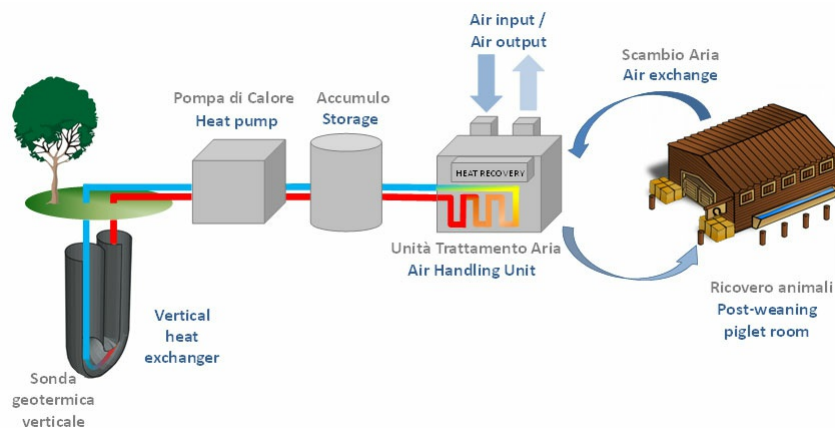 Air input /
Air output
Scambio Aria
Air exchange
Pompa di Calore
Heat pump
Accumulo
Storage
HEAT RECOVERY
Unità Trattamento Aria
Air Handling Unit
Ricovero animali
Post-weaning
piglet room
Vertical
heat
exchanger
Sonda
geotermica
verticale